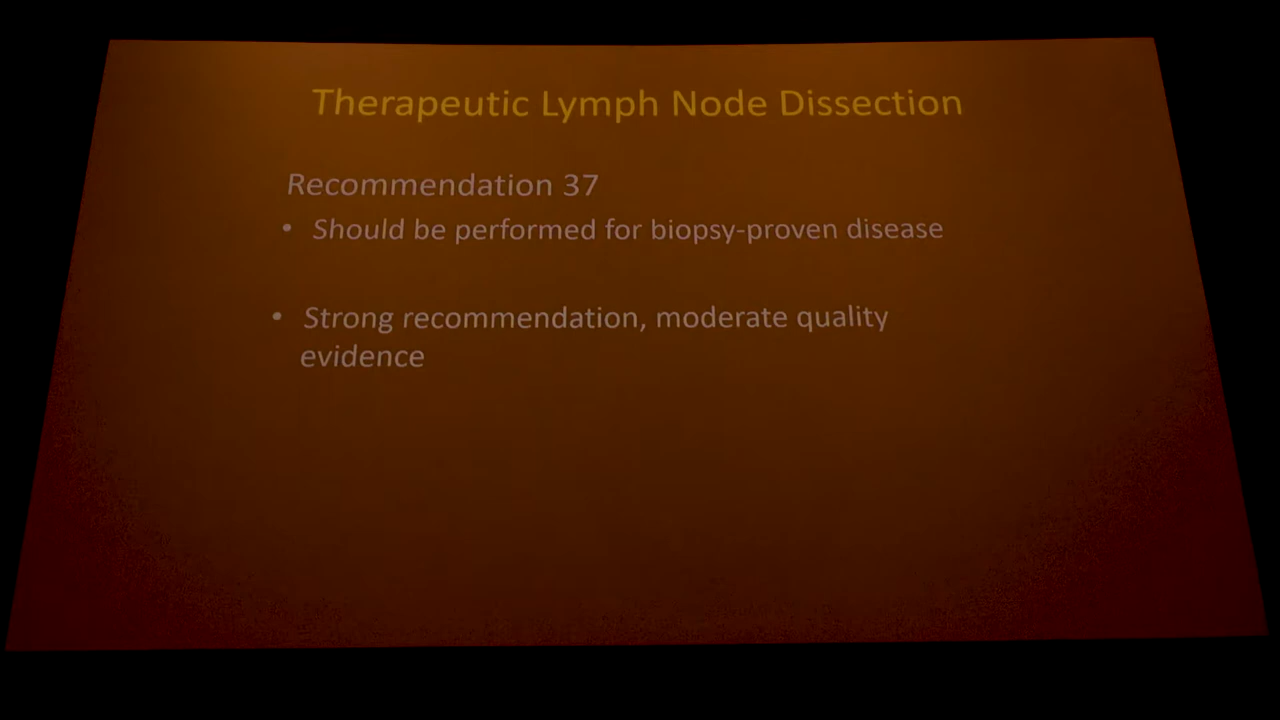 Therapeutic Lymph Node Dissection
Recommendation 37
• Should be performed for biopsy-proven disease
• Strong recommendation, moderate quality
evidence